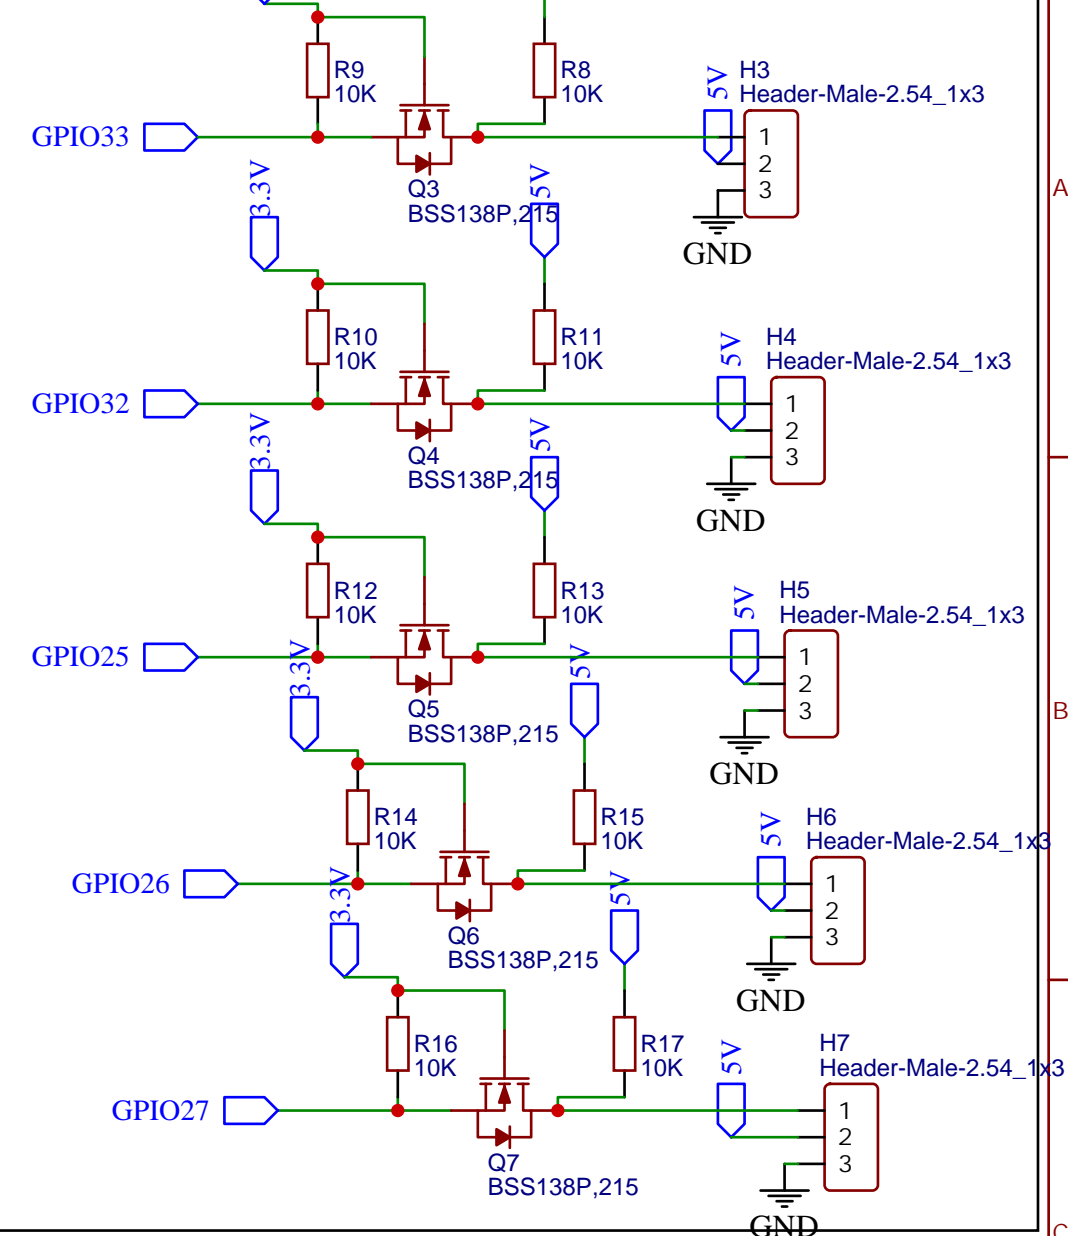 R9
10K
R8
10K
5V
H3
Header-Male-2.54_1x3
GPIO33
1
2
3
Q3
BSS138P,215
GND
A
3.3V
5V
R10
10K
R11
10K
5V
H4
Header-Male-2.54_1x3
GPIO32
1
2
3
Q4
BSS138P,215
GND
3.3V
5V
R12
10K
R13
10K
5V
H5
Header-Male-2.54_1x3
GPIO25
1
2
3
Q5
BSS138P,215
GND
B
3.3V
5V
R14
10K
R15
10K
5V
H6
Header-Male-2.54_1x3
GPIO26
1
2
3
Q6
BSS138P,215
GND
3.3V
5V
R16
10K
R17
10K
5V
H7
Header-Male-2.54_1x3
GPIO27
1
2
3
Q7
BSS138P,215
GND
C